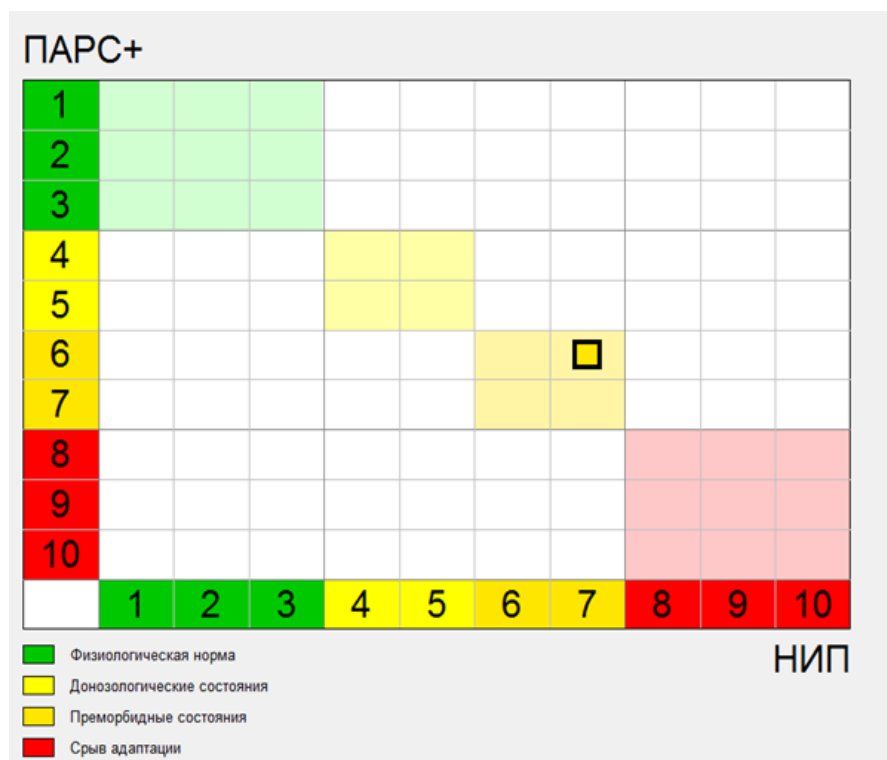 ПАРС+
1
2
3
4
5
6
7
8
9
10
1 2 3 4 5 6 7 8 9 10
НИП
Физиологическая норма
Донозологические состояния
Преморбидные состояния
Срыв адаптации